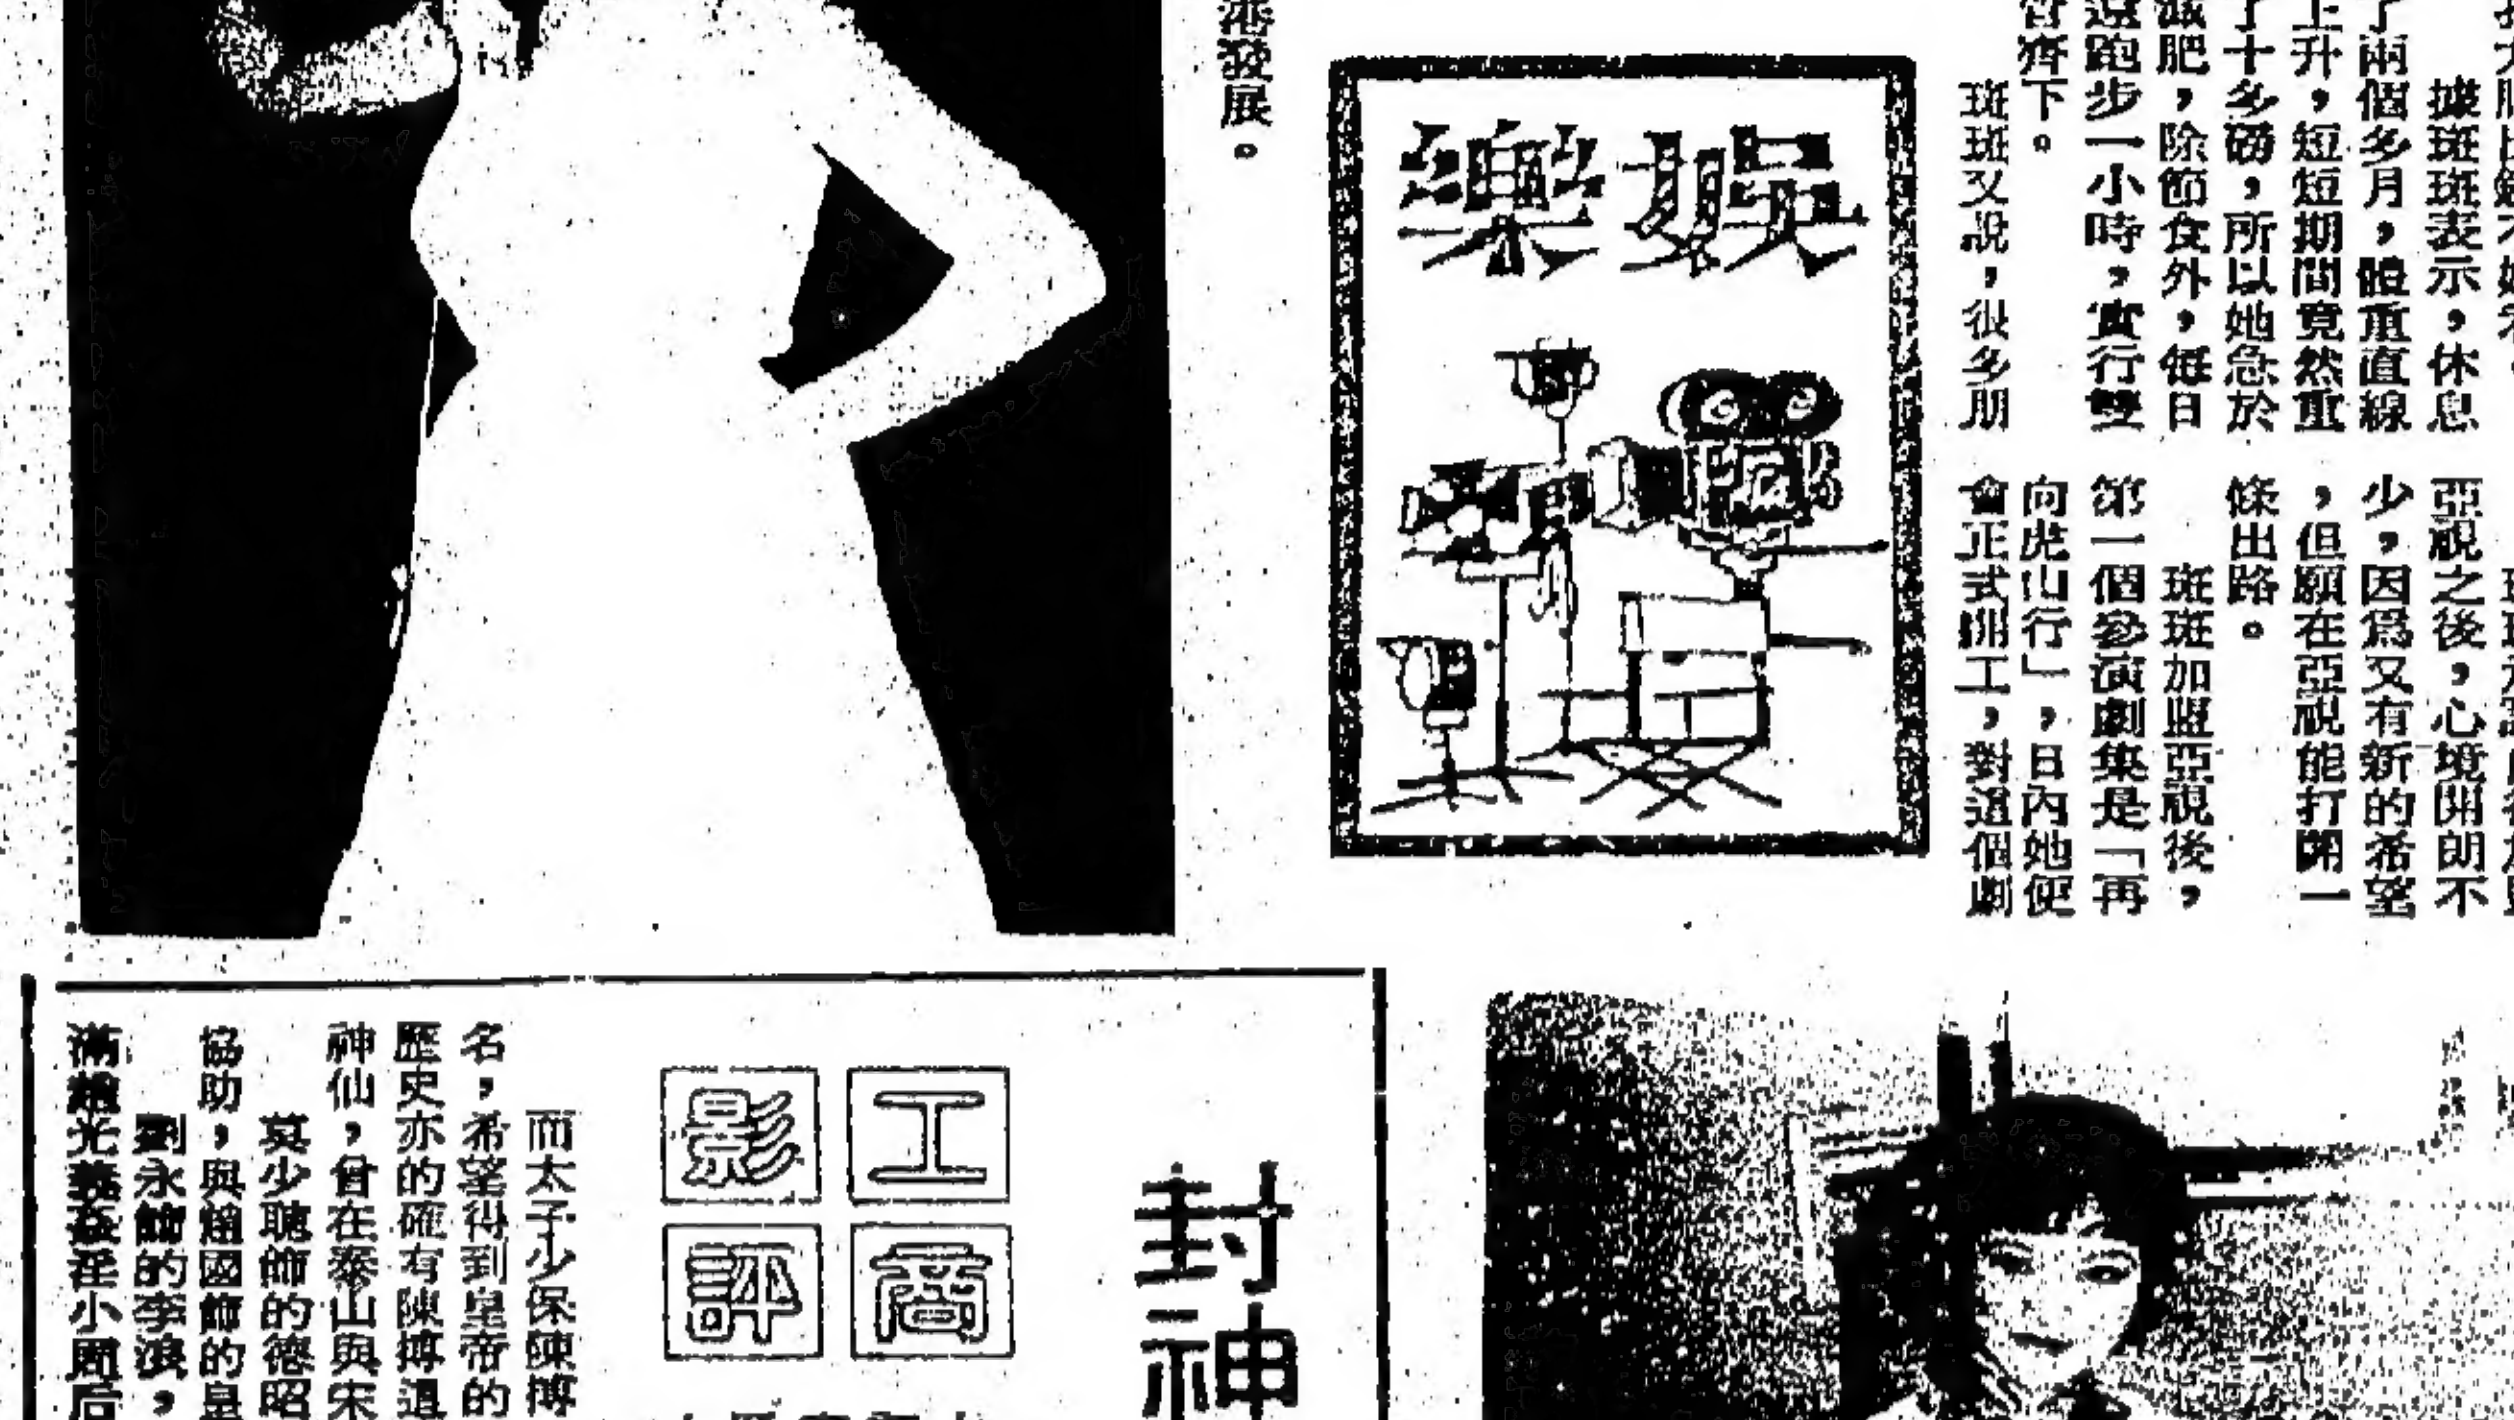 據斑斑表示，休息
了兩個多月，體重直線
上升，短短期間竟然重
了十多磅，所以她急於
減肥，除節食外，每日
遠跑步一小時，實行雙
管齊下。
斑斑又說，很多朋
亞視之後，心境開朗不
少，因爲又有新的希望
，但願在亞視能打開一
條出路。
斑斑加盟亞視後，
第一個參演劇集是「再
向虎山行」，日內她便
會正式開工，對這個劇
娛樂
港發展。
封神
工商
影評
而太子少保陳摶
名，希望得到皇帝的
歷史亦的確有陳摶這
神仙，曾在泰山與宋
莫少聰飾的德昭
協助，與趙國飾的皇
劉永飾的李浪，
滿趙光義姦淫小周后